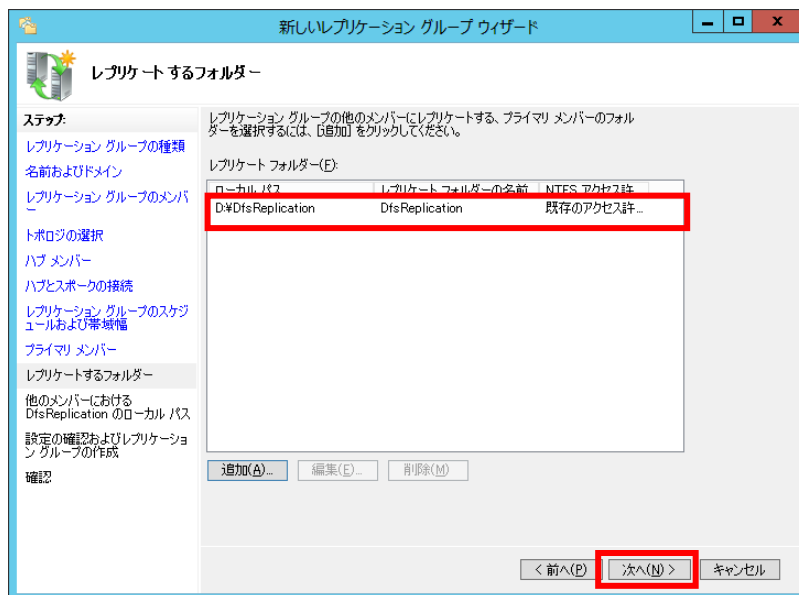 新しいレプリケーション グループ ウィザード
レプリケートするフォルダー
ステップ:
レプリケーション グループの種類
名前およびドメイン
レプリケーション グループのメンバ
ー
トポロジの選択
ハブ メンバー
ハブとスポークの接続
レプリケーション グループのスケジ
ュールおよび帯域幅
プライマリ メンバー
レプリケートするフォルダー
他のメンバーにおける
DfsReplication のローカル パス
設定の確認およびレプリケーショ
ン グループの作成
確認
レプリケーション グループの他のメンバーにレプリケートする、プライマリ メンバーのフォル
ダーを選択するには、[追加] をクリックしてください。
レプリケート フォルダー(F):
ローカル パス レプリケート フォルダーの名前 NTFS アクセス許
D:¥DfsReplication DfsReplication 既存のアクセス許...
追加(A)... 編集(E)... 削除(M)
< 前へ(P) 次へ(N) > キャンセル